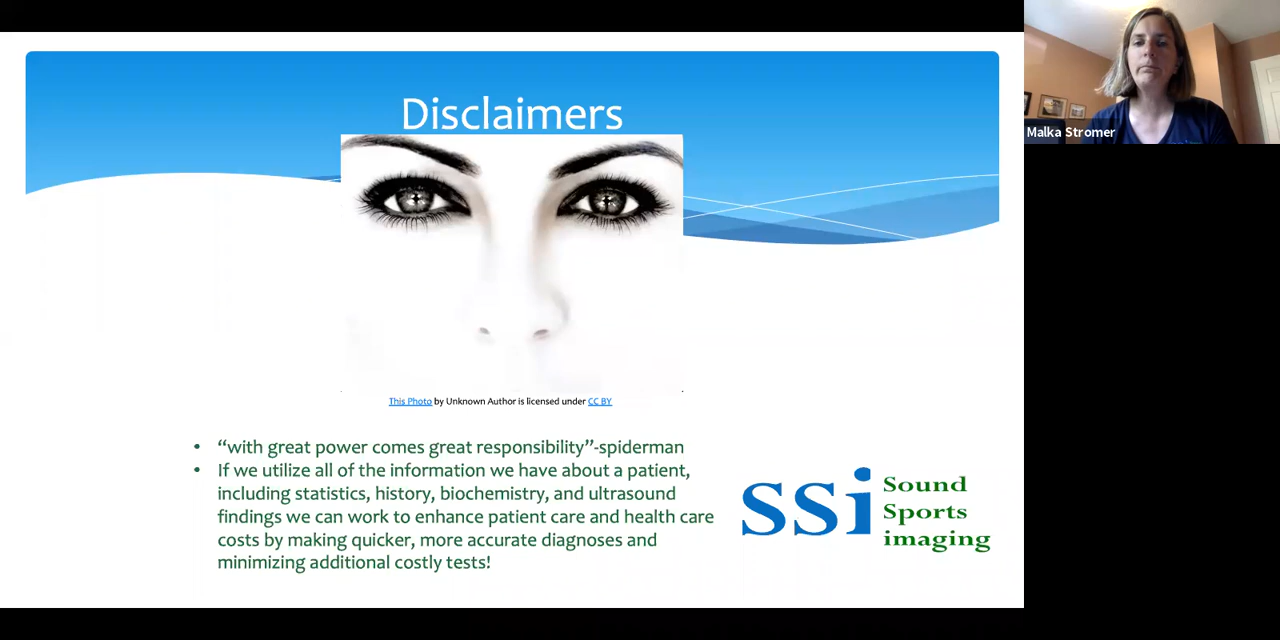 Disclaimers
This Photo by Unknown Author is licensed under CC BY
• “with great power comes great responsibility”-spiderman
• If we utilize all of the information we have about a patient,
including statistics, history, biochemistry, and ultrasound
findings we can work to enhance patient care and health care
costs by making quicker, more accurate diagnoses and
minimizing additional costly tests!
ssi
Sound
Sports
imaging
Malka Stromer